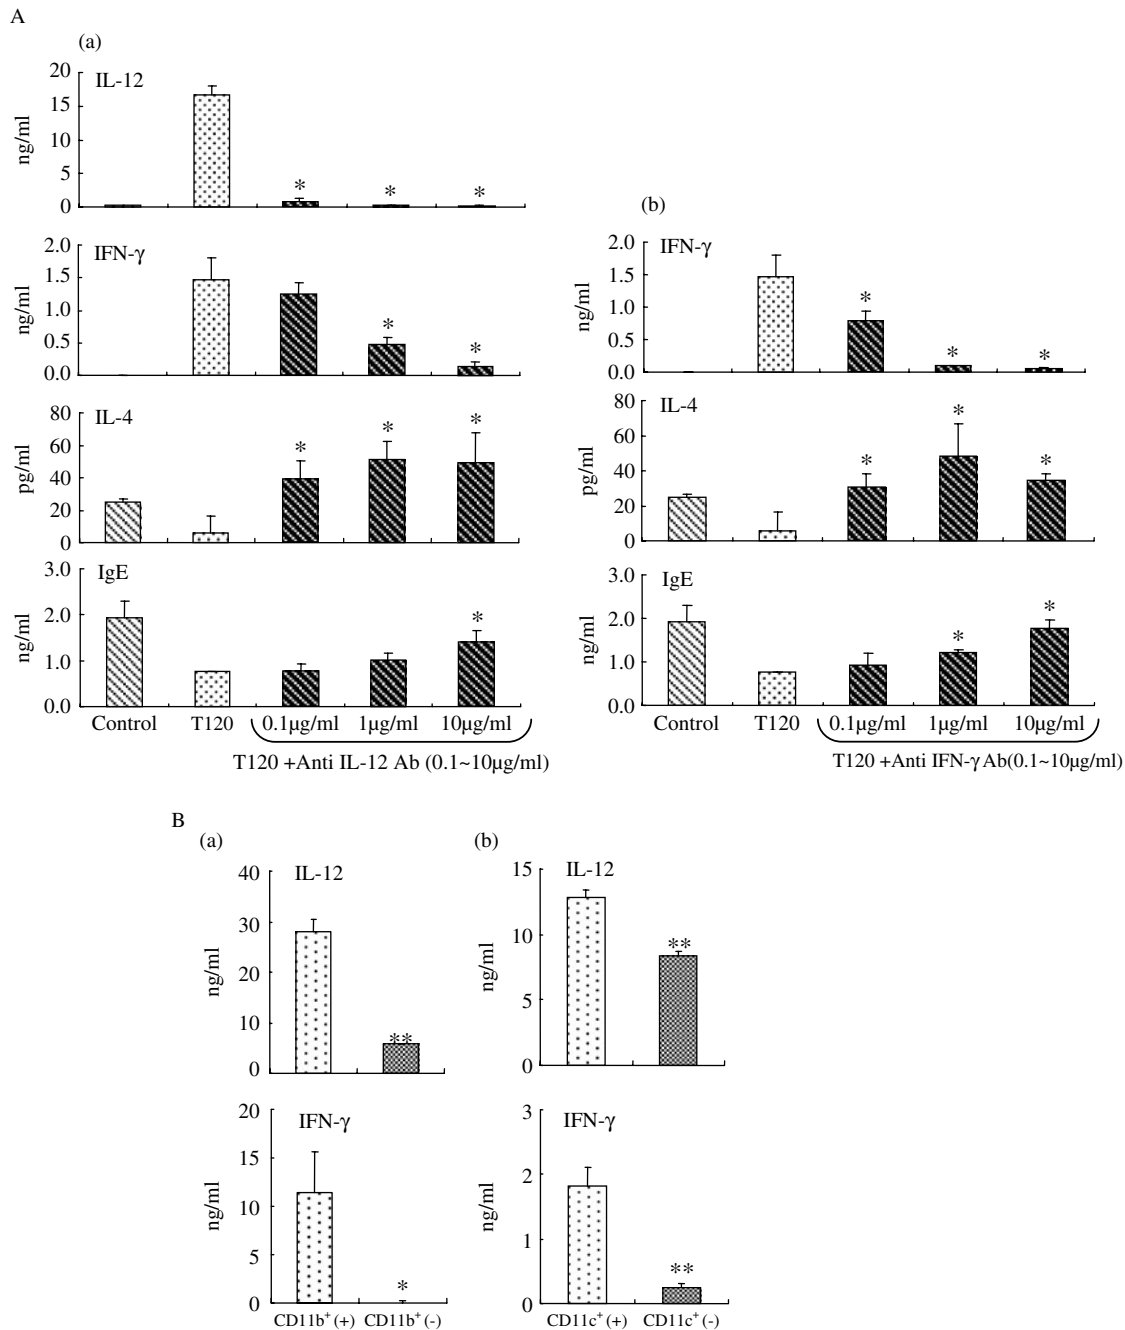 A
(a)
IL-12
ng/ml
20
15
10
5
0
* * *
IFN-γ
ng/ml
2.0
1.5
1.0
0.5
0.0
* *
IL-4
pg/ml
80
60
40
20
0
* * *
IgE
ng/ml
3.0
2.0
1.0
0.0
*
Control T120 0.1μg/ml 1μg/ml 10μg/ml
T120 +Anti IL-12 Ab (0.1~10μg/ml)
(b)
IFN-γ
ng/ml
2.0
1.5
1.0
0.5
0.0
* * *
IL-4
pg/ml
80
60
40
20
0
* * *
IgE
ng/ml
3.0
2.0
1.0
0.0
* *
Control T120 0.1μg/ml 1μg/ml 10μg/ml
T120 +Anti IFN-γ Ab(0.1~10μg/ml)
B
(a)
IL-12
ng/ml
40
30
20
10
0
**
IFN-γ
ng/ml
20
15
10
5
0
*
CD11b⁺(+) CD11b⁺(-)
(b)
IL-12
ng/ml
15
10
5
0
**
IFN-γ
ng/ml
3
2
1
0
**
CD11c⁺(+) CD11c⁺(-)